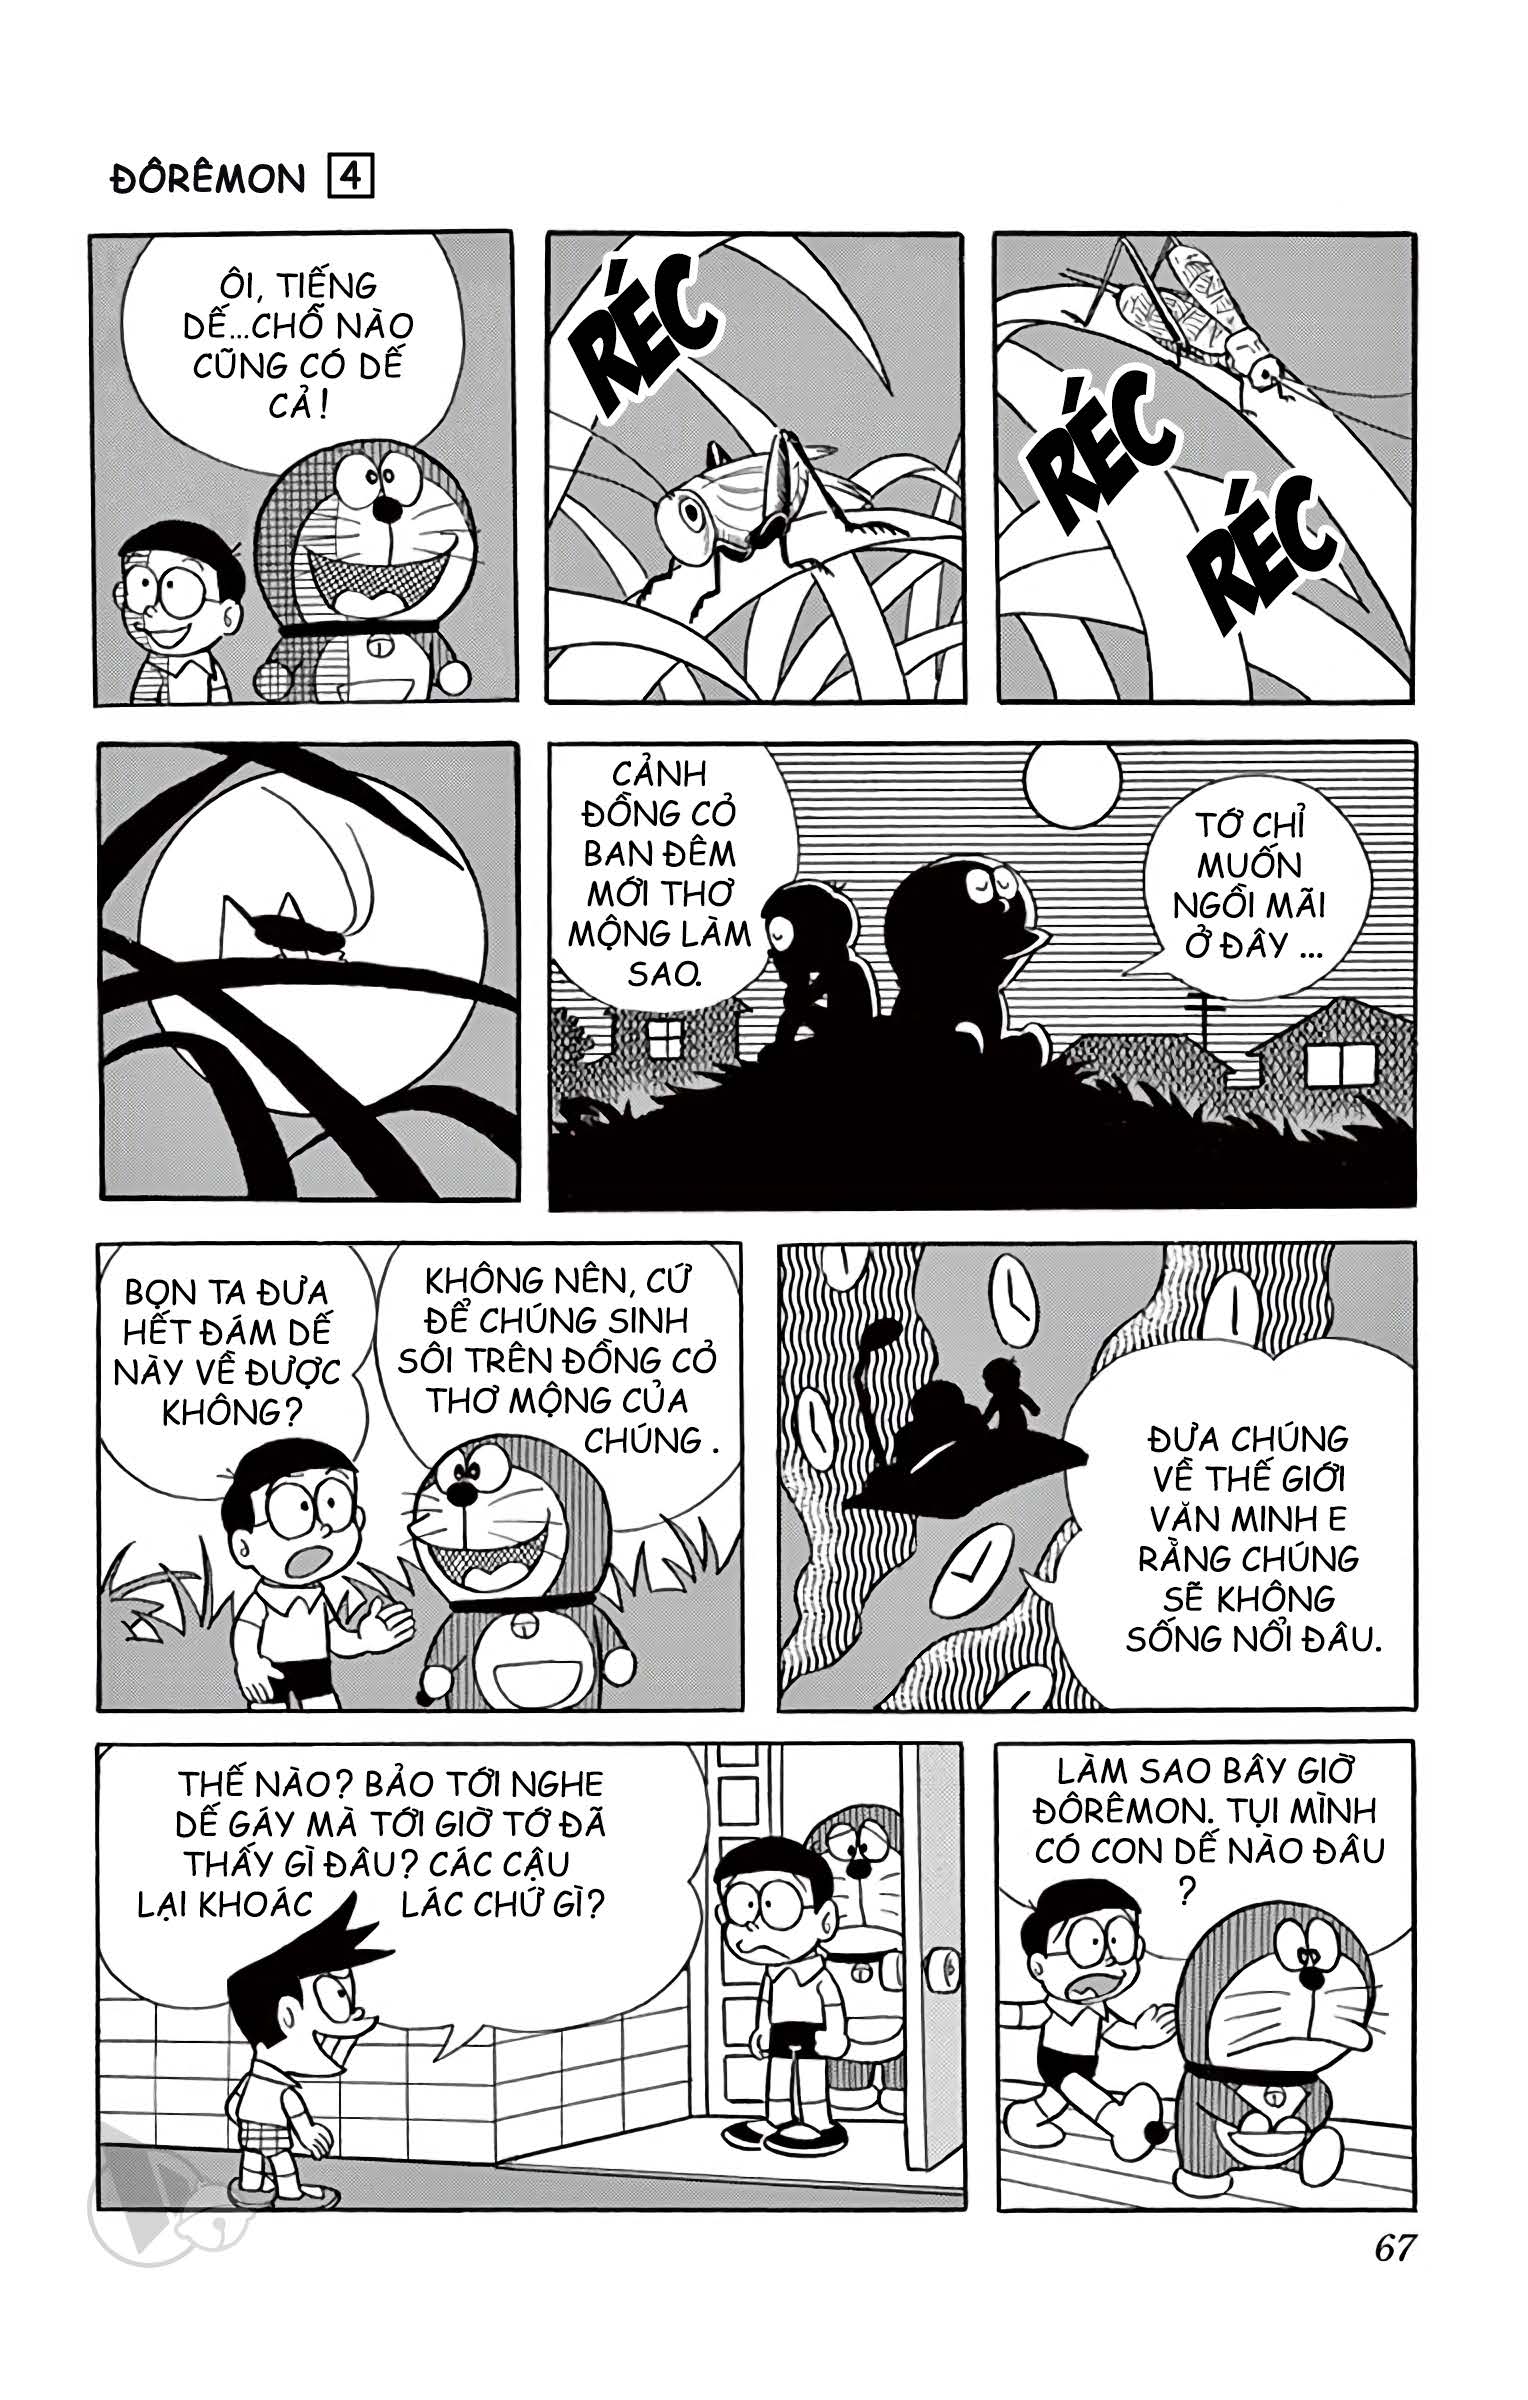 ĐÔRÊMON 4
ÔI, TIẾNG
DẾ...CHỖ NÀO
CŨNG CÓ DẾ
CẢ!
RÉC
RÉC
RÉC
CẢNH
ĐỒNG CỎ
BAN ĐÊM
MỚI THƠ
MỘNG LÀM
SAO.
TỚ CHỈ
MUỐN
NGỒI MÃI
Ở ĐÂY ...
BỌN TA ĐƯA
HẾT ĐÁM DẾ
NÀY VỀ ĐƯỢC
KHÔNG?
KHÔNG NÊN, CỨ
ĐỂ CHÚNG SINH
SÔI TRÊN ĐỒNG CỎ
THƠ MỘNG CỦA
CHÚNG .
ĐƯA CHÚNG
VỀ THẾ GIỚI
VĂN MINH E
RẰNG CHÚNG
SẼ KHÔNG
SỐNG NỔI ĐÂU.
THẾ NÀO? BẢO TỚI NGHE
DẾ GÁY MÀ TỚI GIỜ TỚ ĐÃ
THẤY GÌ ĐÂU? CÁC CẬU
LẠI KHOÁC LÁC CHỨ GÌ?
LÀM SAO BÂY GIỜ
ĐÔRÊMON. TỤI MÌNH
CÓ CON DẾ NÀO ĐÂU
?
67